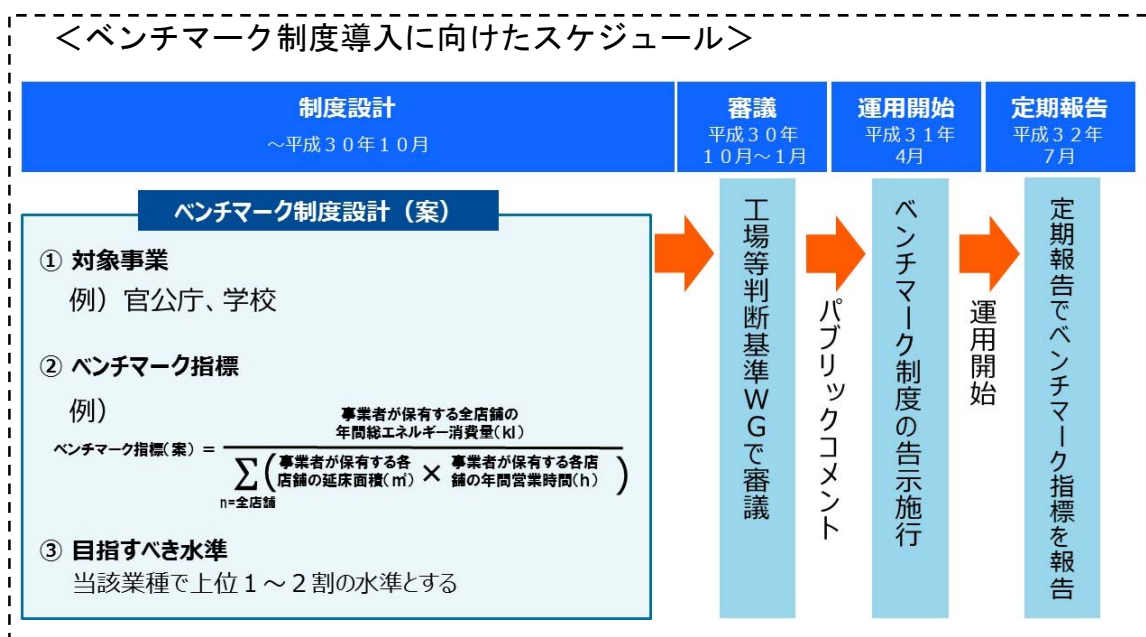 ＜ベンチマーク制度導入に向けたスケジュール＞
制度設計
～平成３０年１０月
審議
平成３０年
１０月～１月
運用開始
平成３１年
4月
定期報告
平成３２年
7月
ベンチマーク制度設計（案）
① 対象事業
例）官公庁、学校
② ベンチマーク指標
例）
ベンチマーク指標(案) ＝
事業者が保有する全店舗の
年間総エネルギー消費量(kl)
∑
n=全店舗
(事業者が保有する各
店舗の延床面積(㎡)
×
事業者が保有する各店
舗の年間営業時間(h))
③ 目指すべき水準
当該業種で上位１～２割の水準とする
工場等判断基準WGで審議
パブリックコメント
ベンチマーク制度の告示施行
運用開始
定期報告でベンチマーク指標を報告